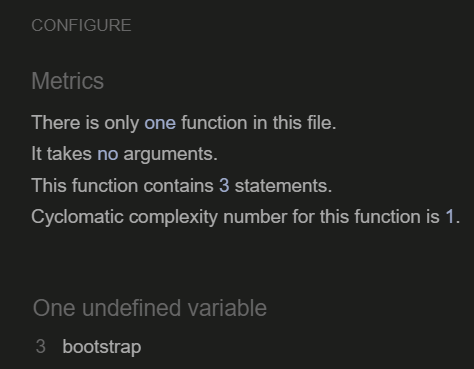 CONFIGURE
Metrics
There is only one function in this file.
It takes no arguments.
This function contains 3 statements.
Cyclomatic complexity number for this function is 1.
One undefined variable
3 bootstrap